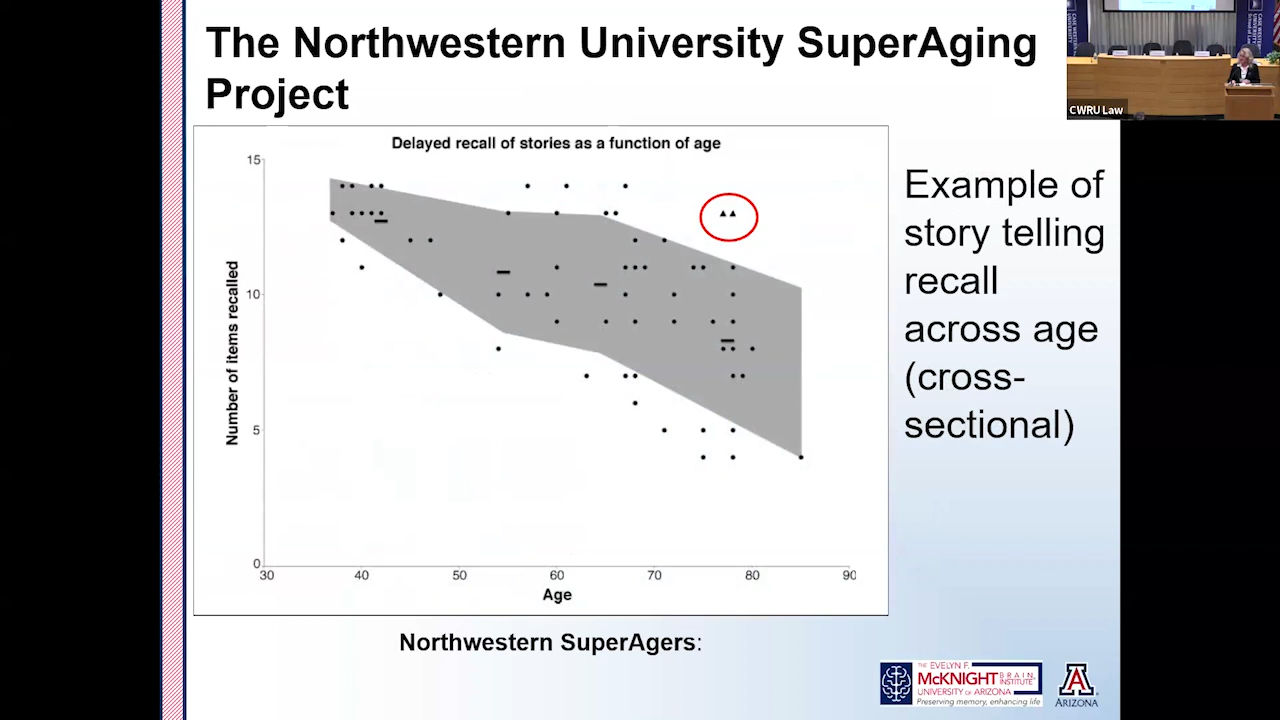 The Northwestern University SuperAging
Project
CWRU Law
Delayed recall of stories as a function of age
15
10
5
0
Number of items recalled
30 40 50 60 70 80 90
Age
Example of
story telling
recall
across age
(cross-
sectional)
Northwestern SuperAgers:
THE EVELYN F.
McKNIGHT BRAIN INSTITUTE
UNIVERSITY of ARIZONA
Preserving memory, enhancing life
A
ARIZONA